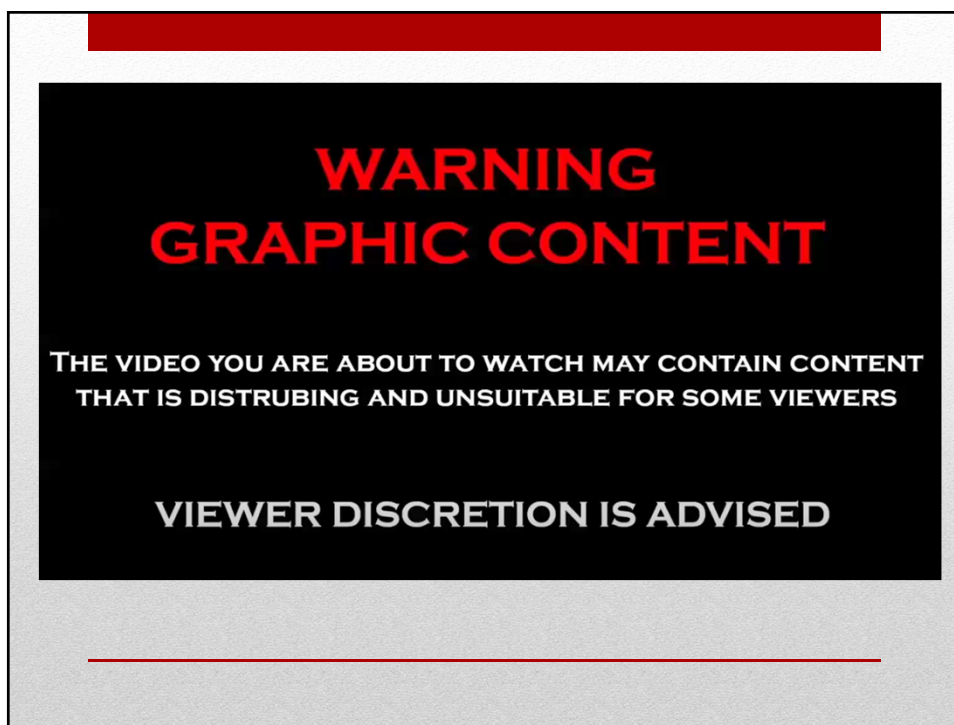 WARNING
GRAPHIC CONTENT
THE VIDEO YOU ARE ABOUT TO WATCH MAY CONTAIN CONTENT
THAT IS DISTRUBING AND UNSUITABLE FOR SOME VIEWERS
VIEWER DISCRETION IS ADVISED